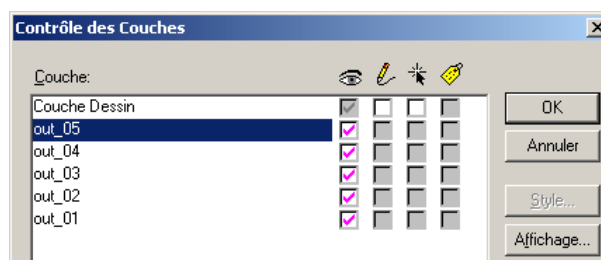 Contrôle des Couches
Couche:
Couche Dessin
out_05
out_04
out_03
out_02
out_01
OK
Annuler
Style...
Affichage...